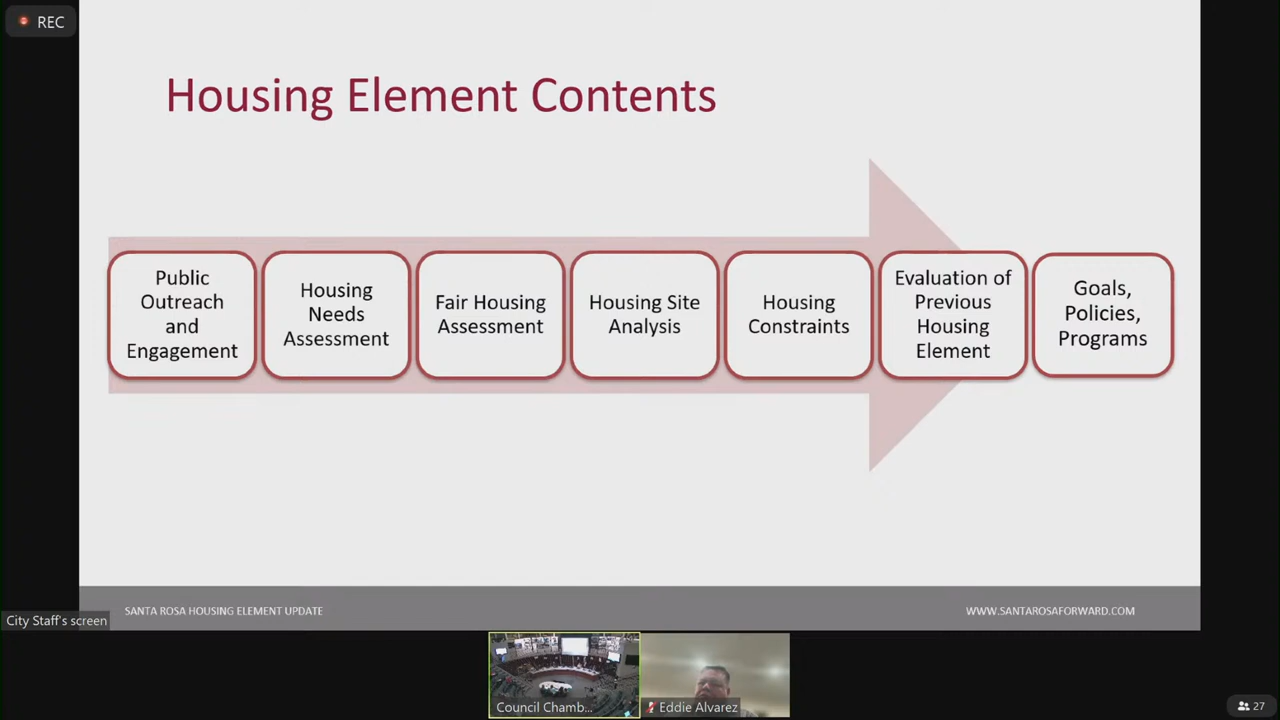 REC
Housing Element Contents
Public
Outreach
and
Engagement
Housing
Needs
Assessment
Fair Housing
Assessment
Housing Site
Analysis
Housing
Constraints
Evaluation of
Previous
Housing
Element
Goals,
Policies,
Programs
SANTA ROSA HOUSING ELEMENT UPDATE
WWW.SANTAROSAFORWARD.COM
City Staff's screen
Council Chamb...
Eddie Alvarez
27